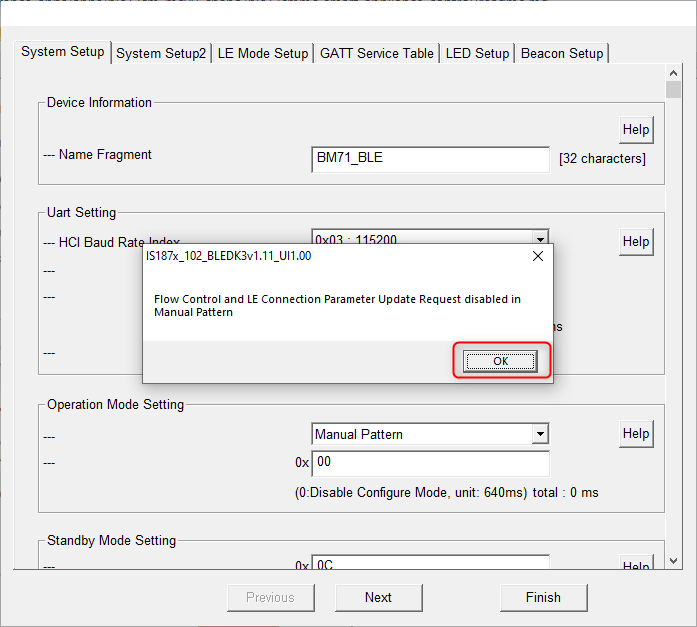 System Setup System Setup2 LE Mode Setup GATT Service Table LED Setup Beacon Setup
Device Information
Help
--- Name Fragment BM71_BLE [32 characters]
Uart Setting
--- HCI Baud Rate Index 0x03 : 115200 Help
---
IS187x_102_BLEDK3v1.11_UI1.00
---
Flow Control and LE Connection Parameter Update Request disabled in
Manual Pattern
ms
---
OK
Operation Mode Setting
--- Manual Pattern Help
--- 0x 00
(0:Disable Configure Mode, unit: 640ms) total : 0 ms
Standby Mode Setting
--- 0x 0C Help
Previous Next Finish